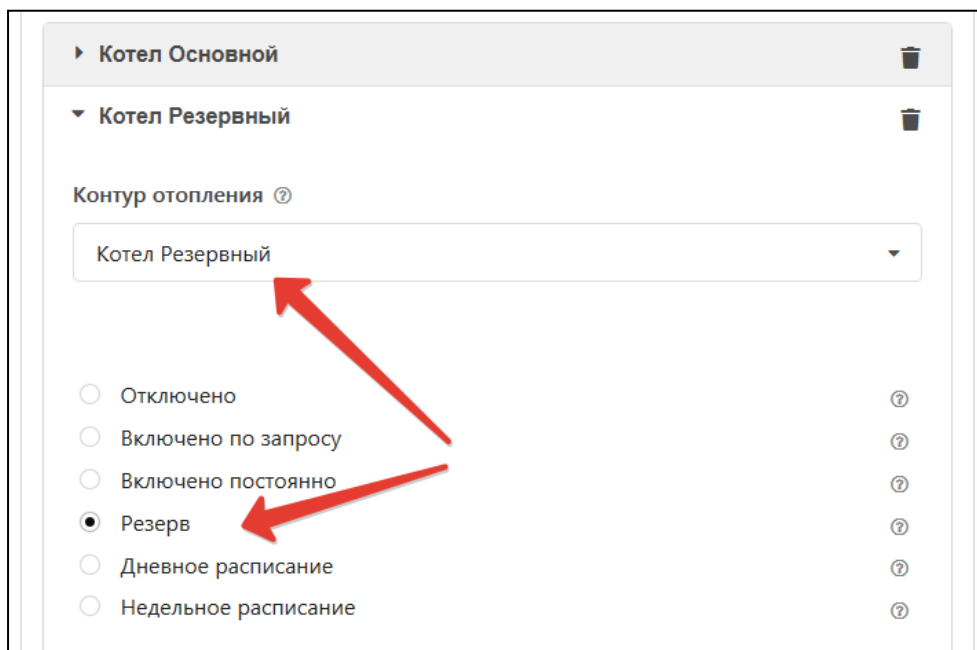 Котел Основной
Котел Резервный
Контур отопления
Котел Резервный
Отключено
Включено по запросу
Включено постоянно
Резерв
Дневное расписание
Недельное расписание